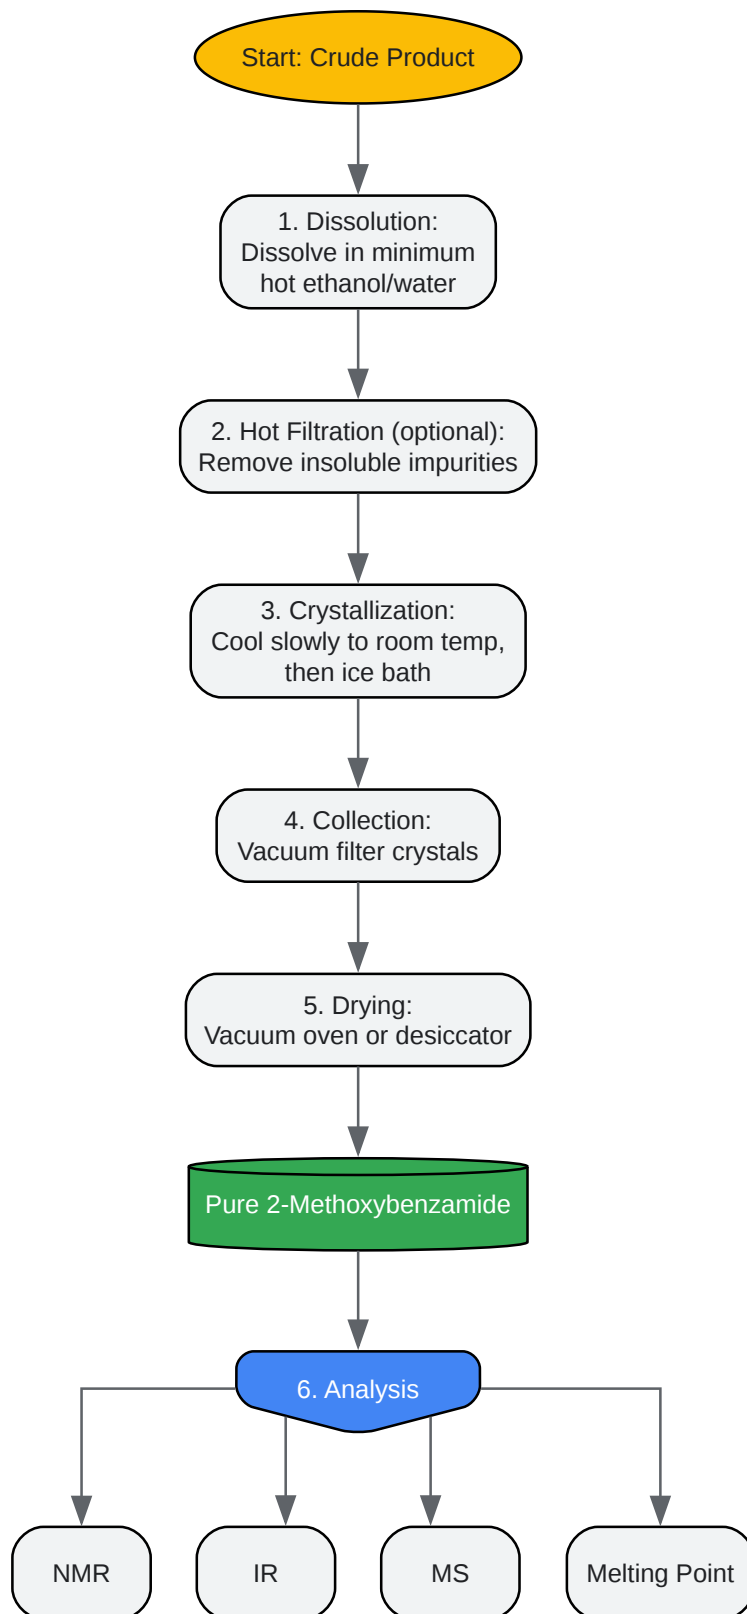 Start: Crude Product
1. Dissolution:
Dissolve in minimum
hot ethanol/water
2. Hot Filtration (optional):
Remove insoluble impurities
3. Crystallization:
Cool slowly to room temp,
then ice bath
4. Collection:
Vacuum filter crystals
5. Drying:
Vacuum oven or desiccator
Pure 2-Methoxybenzamide
6. Analysis
NMR
IR
MS
Melting Point